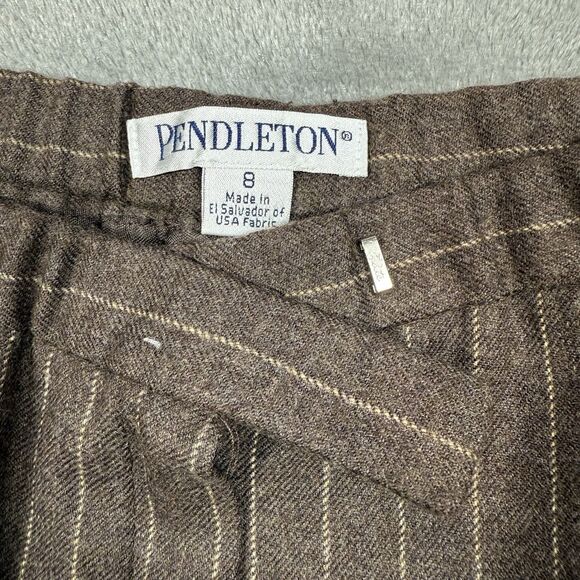 PENDLETON®
8
Made in
El Salvador of
USA Fabric